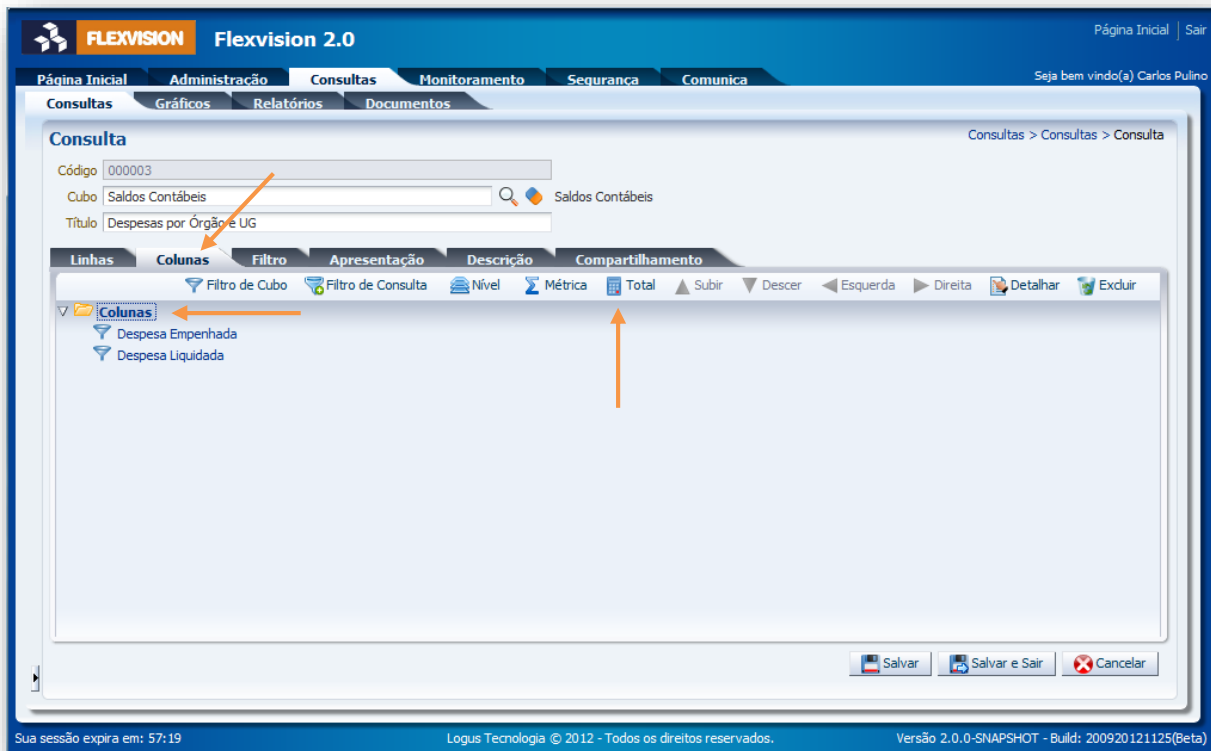 FLEXVISION Flexvision 2.0 Página Inicial Sair
Página Inicial Administração Consultas Monitoramento Segurança Comunica Seja bem vindo(a) Carlos Pulino
Consultas Gráficos Relatórios Documentos
Consulta Consultas > Consultas > Consulta
Código 000003
Cubo Saldos Contábeis Saldos Contábeis
Título Despesas por Órgão e UG
Linhas Colunas Filtro Apresentação Descrição Compartilhamento
Filtro de Cubo Filtro de Consulta Nível Métrica Total Subir Descer Esquerda Direita Detalhar Excluir
Colunas
Despesa Empenhada
Despesa Liquidada
Salvar Salvar e Sair Cancelar
Sua sessão expira em: 57:19 Logus Tecnologia © 2012 - Todos os direitos reservados. Versão 2.0.0-SNAPSHOT - Build: 200920121125(Beta)